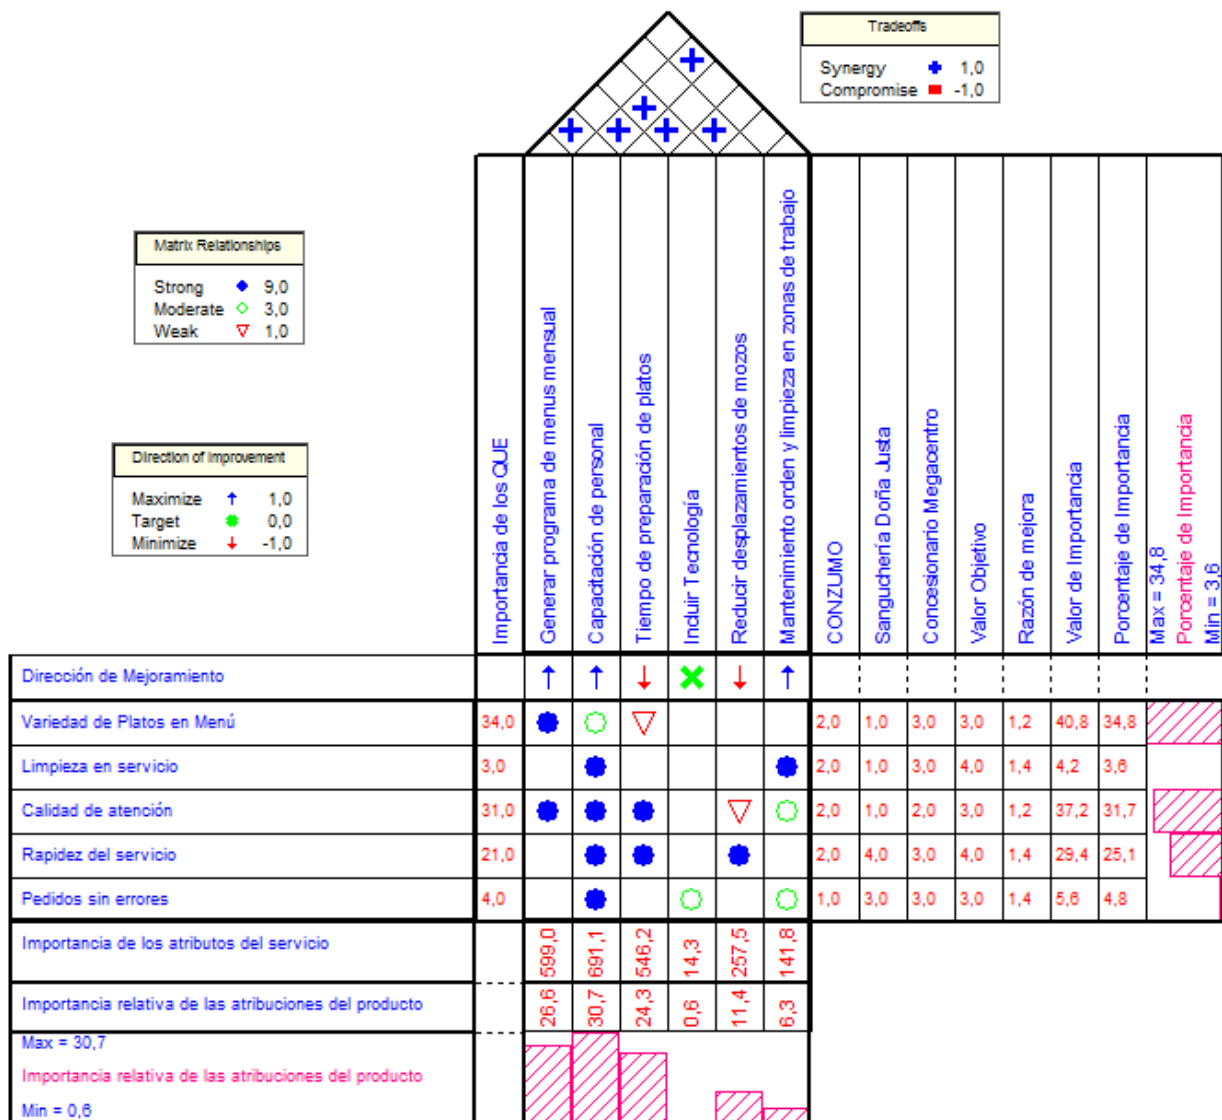 Tradeoffs
Synergy 1,0
Compromise -1,0
Matrix Relationships
Strong 9,0
Moderate 3,0
Weak 1,0
Direction of Improvement
Maximize 1,0
Target 0,0
Minimize -1,0
Importancia de los QUE
Generar programa de menus mensual
Capacitación de personal
Tiempo de preparación de platos
Incluir Tecnología
Reducir desplazamientos de mozos
Mantenimiento orden y limpieza en zonas de trabajo
CONZUMO
Sanguchería Doña Justa
Concesionario Megacentro
Valor Objetivo
Razón de mejora
Valor de Importancia
Porcentaje de Importancia
Max = 34,8
Porcentaje de Importancia
Min = 3,6
Dirección de Mejoramiento
Variedad de Platos en Menú 34,0 2,0 1,0 3,0 3,0 1,2 40,8 34,8
Limpieza en servicio 3,0 2,0 1,0 3,0 4,0 1,4 4,2 3,6
Calidad de atención 31,0 2,0 1,0 2,0 3,0 1,2 37,2 31,7
Rapidez del servicio 21,0 2,0 4,0 3,0 4,0 1,4 29,4 25,1
Pedidos sin errores 4,0 1,0 3,0 3,0 3,0 1,4 5,6 4,8
Importancia de los atributos del servicio 599,0 691,1 546,2 14,3 257,5 141,8
Importancia relativa de las atribuciones del producto 26,6 30,7 24,3 0,6 11,4 6,3
Max = 30,7
Importancia relativa de las atribuciones del producto
Min = 0,6